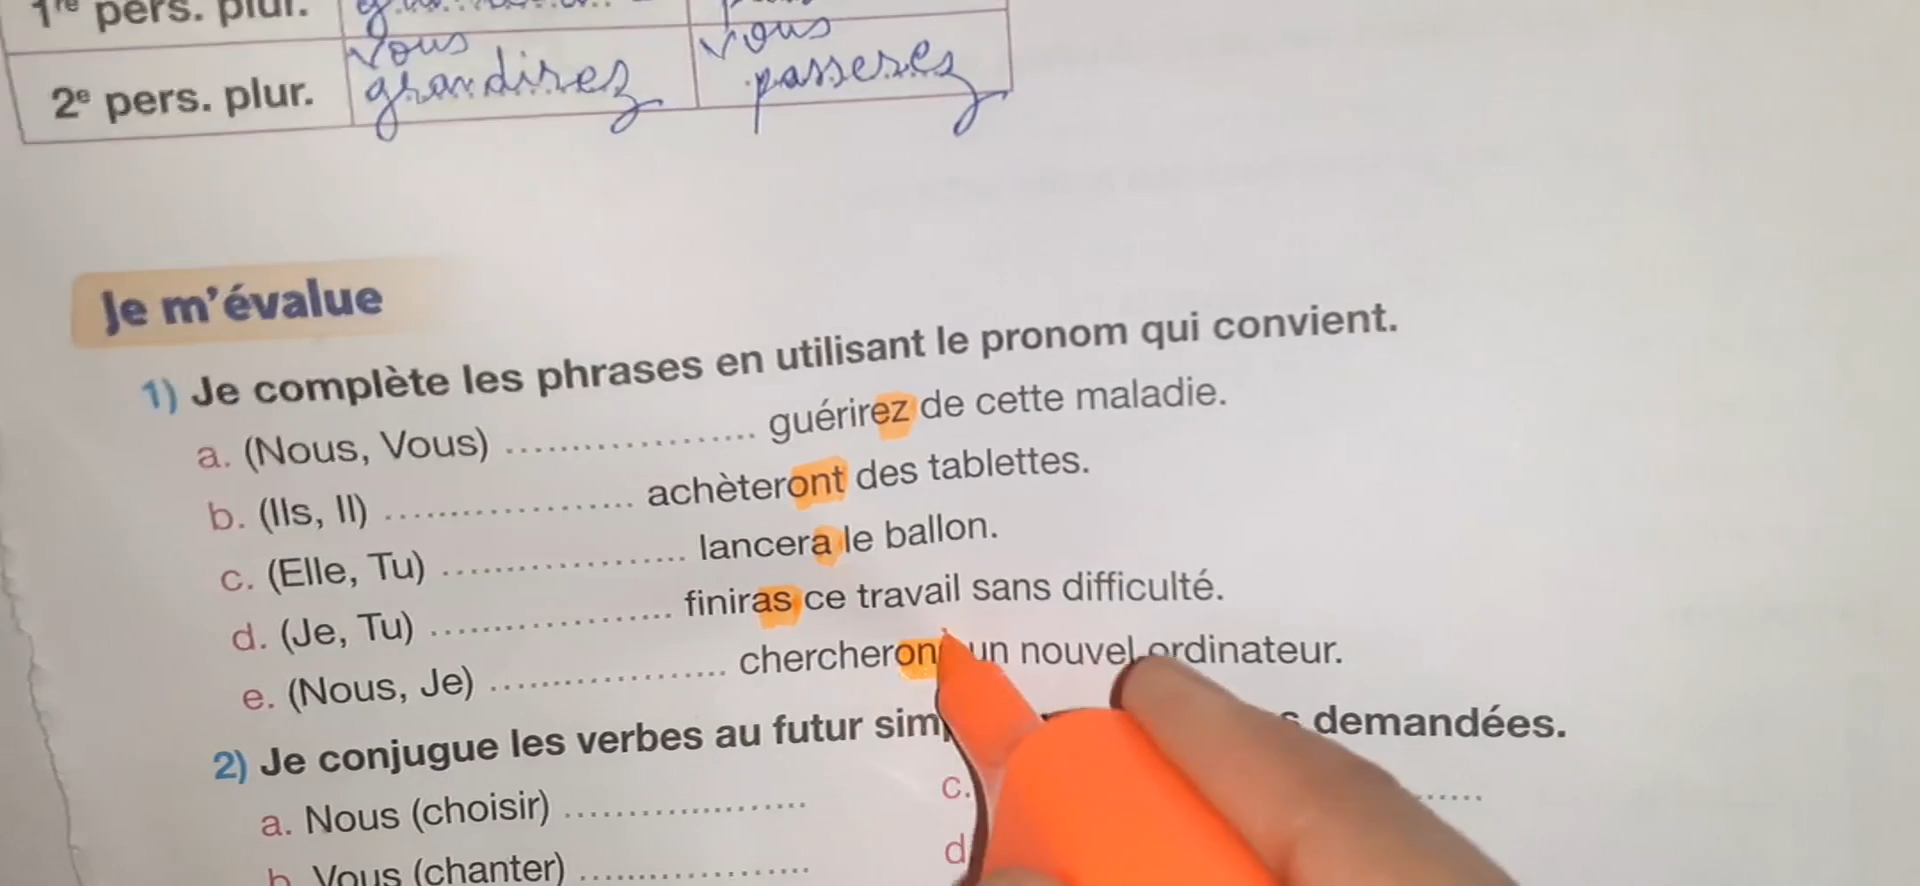 1re pers. plur.
vous
vous
2e pers. plur.
grandirez
passerez
Je m'évalue
1) Je complète les phrases en utilisant le pronom qui convient.
a. (Nous, Vous) .................... guérirez de cette maladie.
b. (Ils, Il) .................... achèteront des tablettes.
c. (Elle, Tu) .................... lancera le ballon.
d. (Je, Tu) .................... finiras ce travail sans difficulté.
e. (Nous, Je) .................... chercheron un nouvel ordinateur.
2) Je conjugue les verbes au futur sim demandées.
a. Nous (choisir) .................... c. ......
b Vous (chanter) .................... d